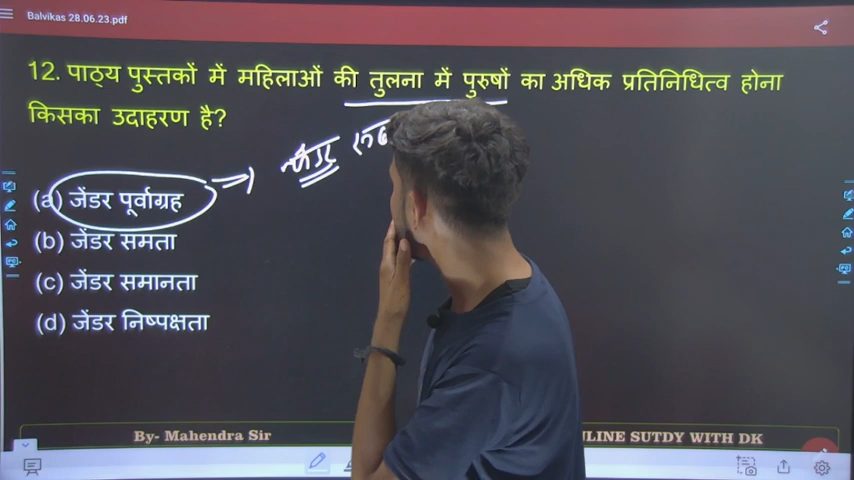 Balvikas 28.06.23.pdf
12. पाठ्य पुस्तकों में महिलाओं की तुलना में पुरुषों का अधिक प्रतिनिधित्व होना
किसका उदाहरण है?
(a) जेंडर पूर्वाग्रह
(b) जेंडर समता
(c) जेंडर समानता
(d) जेंडर निष्पक्षता
By- Mahendra Sir
LINE SUTDY WITH DK